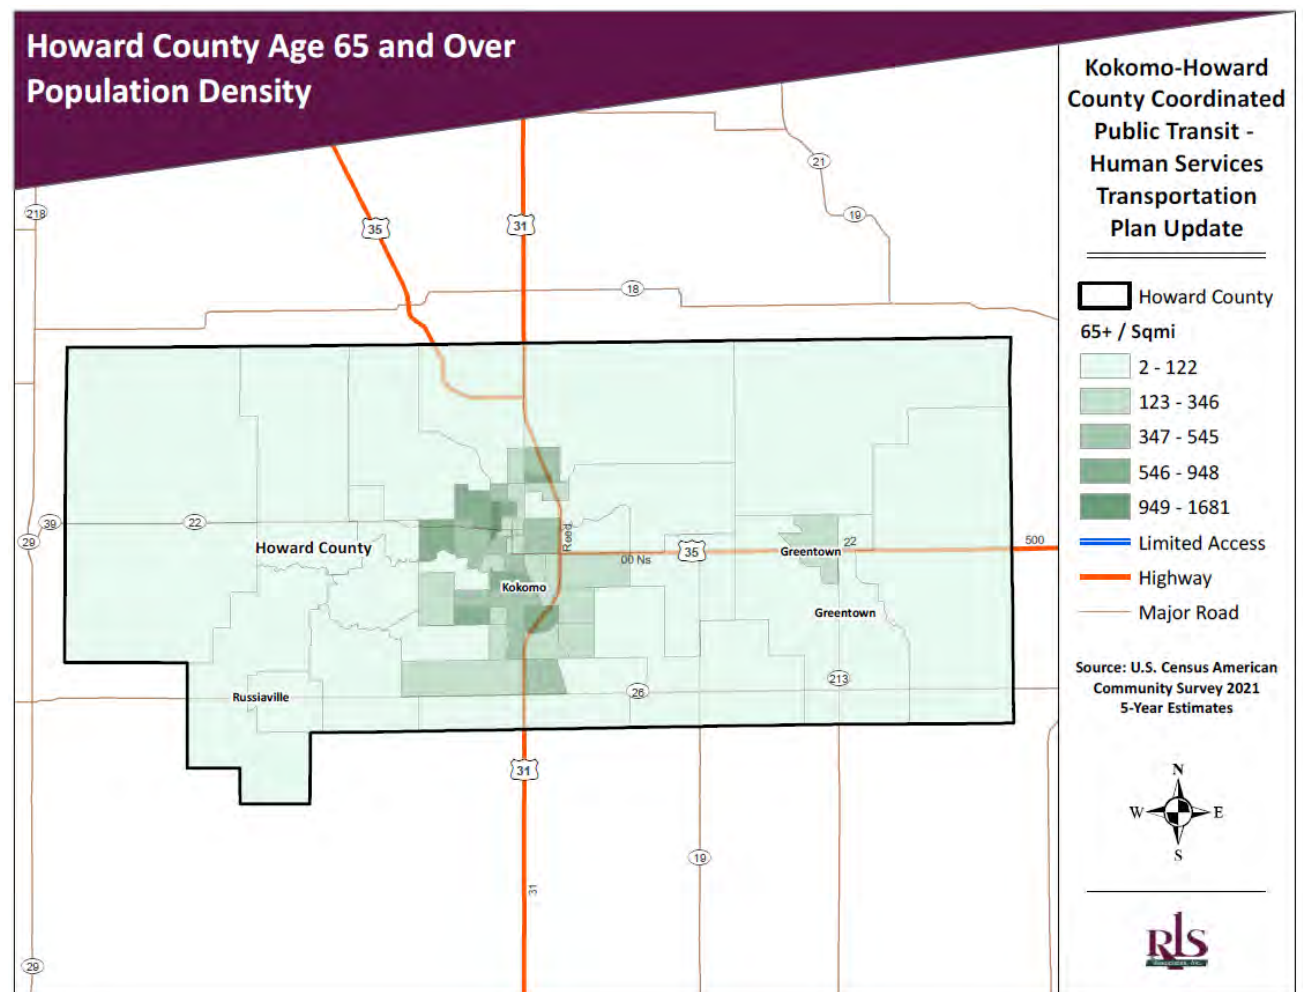 Howard County Age 65 and Over
Population Density
Kokomo-Howard
County Coordinated
Public Transit -
Human Services
Transportation
Plan Update
Howard County
65+ / Sqmi
2 - 122
123 - 346
347 - 545
546 - 948
949 - 1681
Limited Access
Highway
Major Road
Source: U.S. Census American
Community Survey 2021
5-Year Estimates
N
W
E
S
RLS
218
35
31
21
19
18
39
22
29
Howard County
Reed
00 Ns
35
Greentown
22
500
Kokomo
Greentown
Russiaville
26
213
31
19
31
29